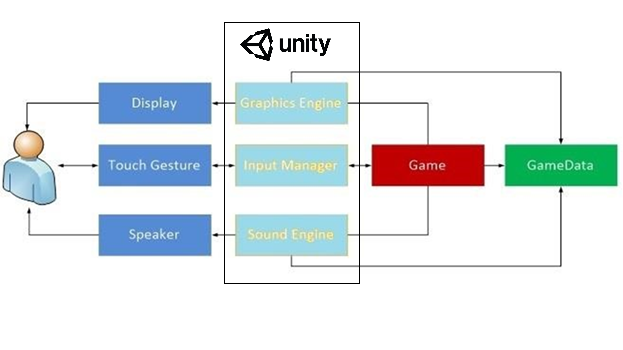 unity
Display
Graphics Engine
Touch Gesture
Input Manager
Game
GameData
Speaker
Sound Engine